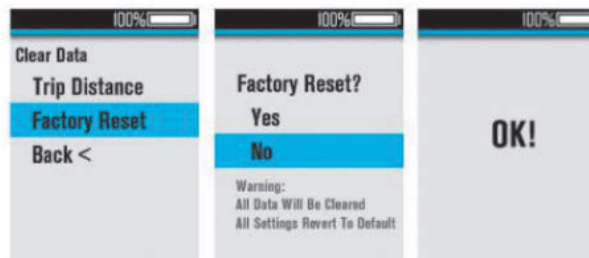 100%
Clear Data
Trip Distance
Factory Reset
Back <
100%
Factory Reset?
Yes
No
Warning:
All Data Will Be Cleared
All Settings Revert To Default
100%
OK!